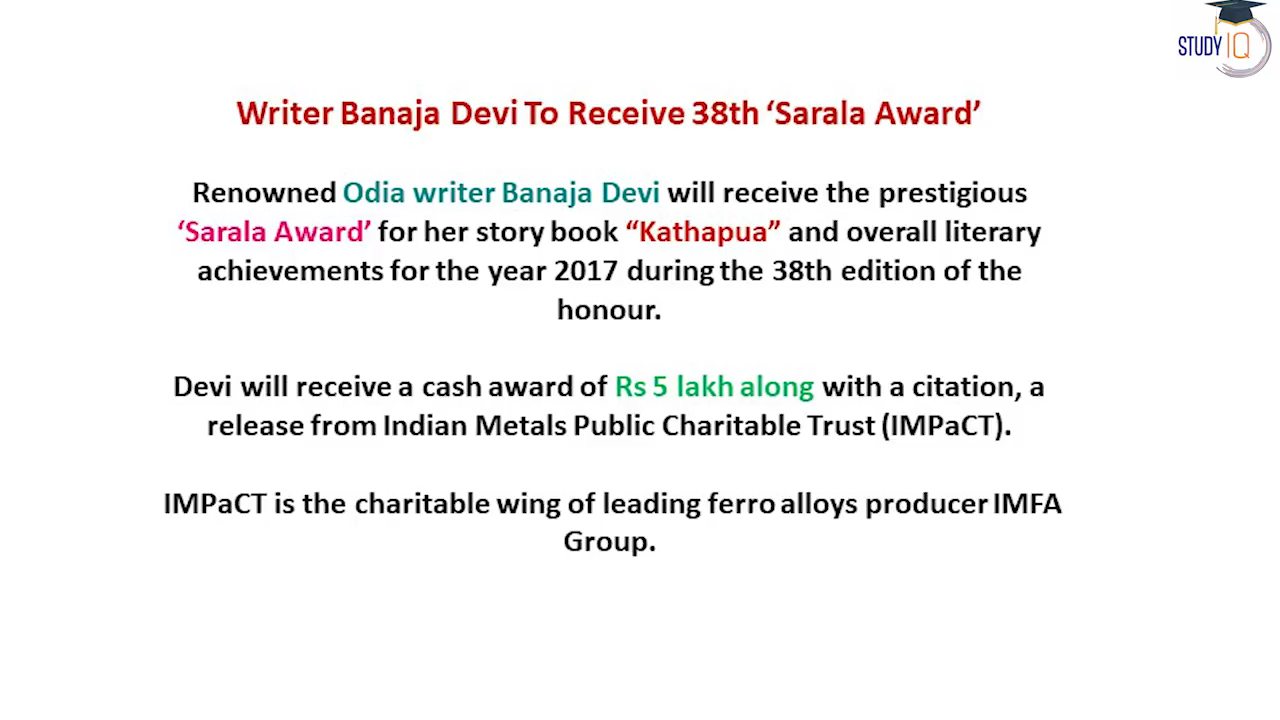 STUDY IQ
Writer Banaja Devi To Receive 38th ‘Sarala Award’
Renowned Odia writer Banaja Devi will receive the prestigious
‘Sarala Award’ for her story book “Kathapua” and overall literary
achievements for the year 2017 during the 38th edition of the
honour.
Devi will receive a cash award of Rs 5 lakh along with a citation, a
release from Indian Metals Public Charitable Trust (IMPaCT).
IMPaCT is the charitable wing of leading ferro alloys producer IMFA
Group.